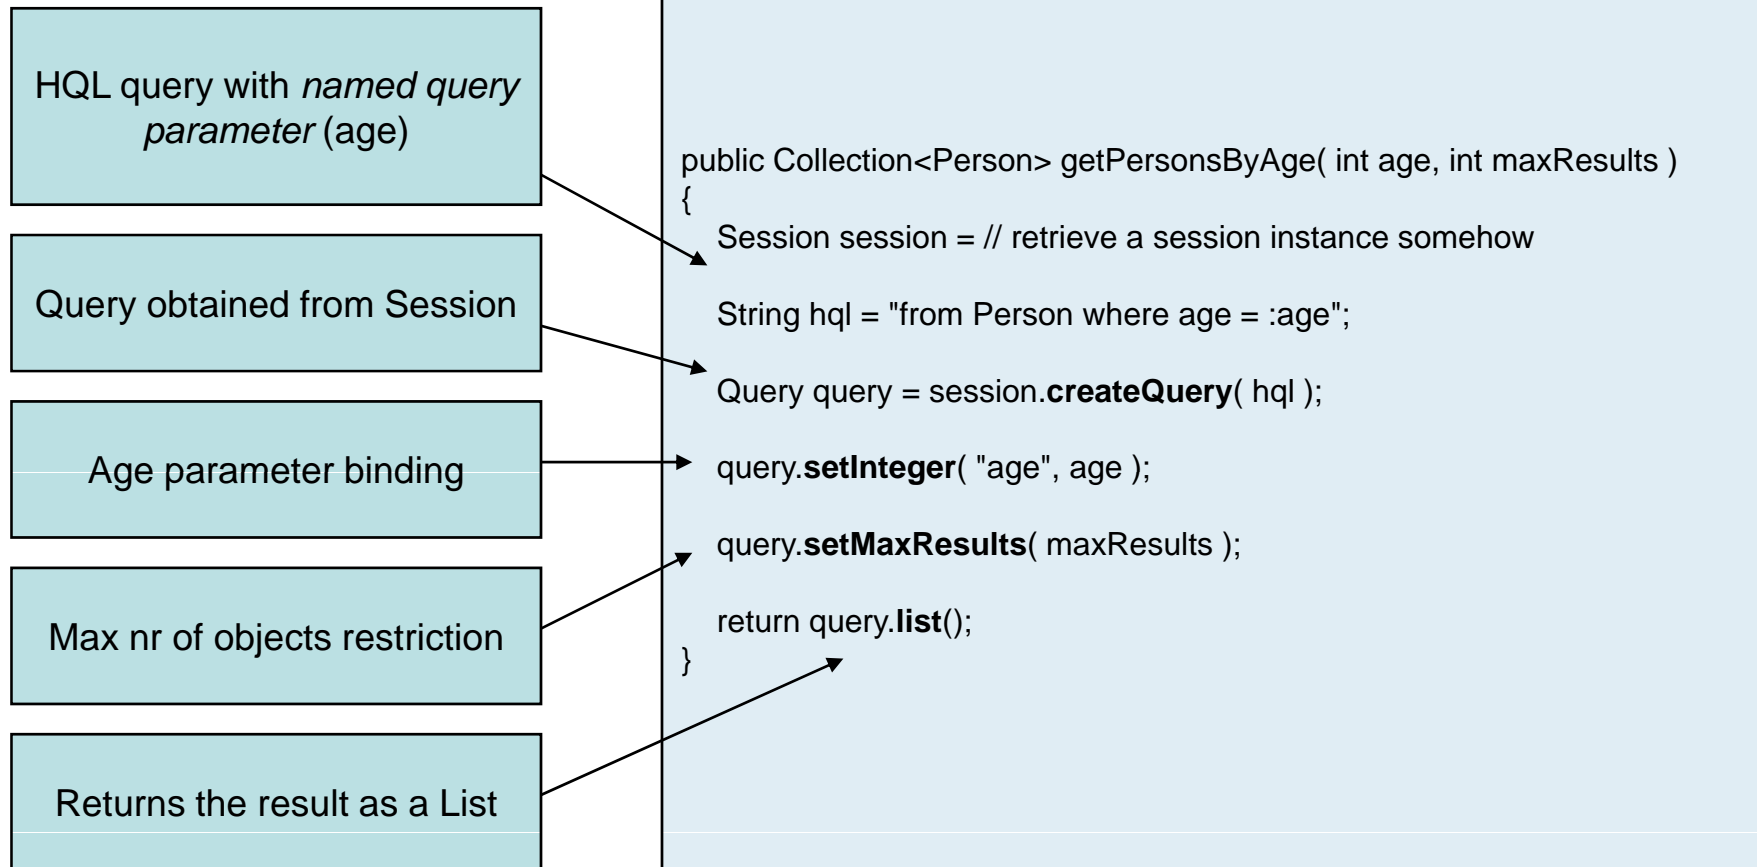 HQL query with named query
parameter (age)
Query obtained from Session
Age parameter binding
Max nr of objects restriction
Returns the result as a List
public Collection<Person> getPersonsByAge( int age, int maxResults )
{
Session session = // retrieve a session instance somehow
String hql = "from Person where age = :age";
Query query = session.createQuery( hql );
query.setInteger( "age", age );
query.setMaxResults( maxResults );
return query.list();
}